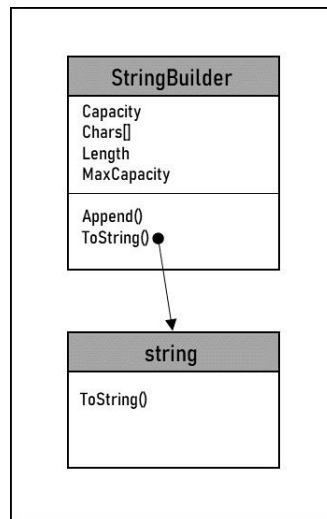 StringBuilder
Capacity
Chars[]
Length
MaxCapacity
Append()
ToString()
string
ToString()